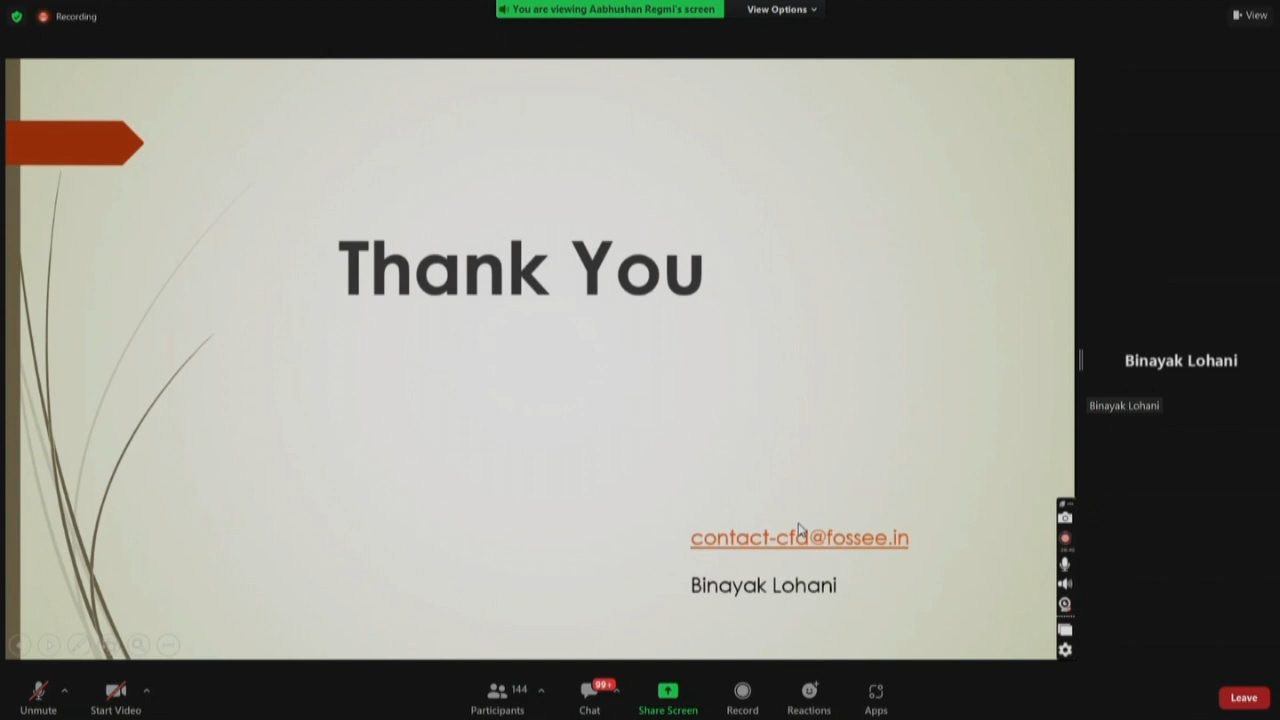 Recording
You are viewing Aabhushan Regmi's screen
View Options
View
Thank You
contact-cfd@fossee.in
Binayak Lohani
Binayak Lohani
Binayak Lohani
Unmute
Start Video
144
Participants
99+
Chat
Share Screen
Record
Reactions
Apps
Leave